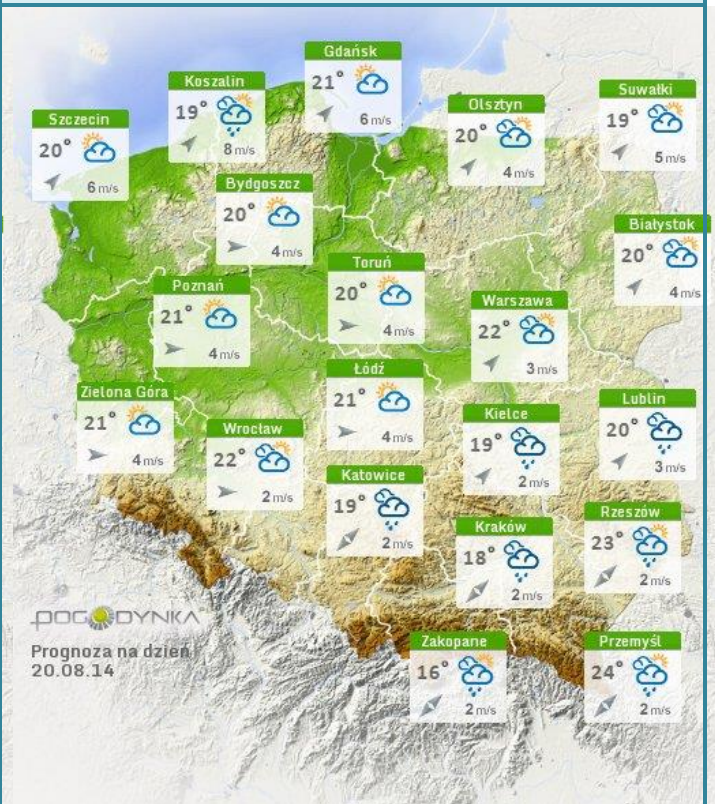 Gdańsk
21°
6 m/s
Koszalin
19°
8 m/s
Suwałki
19°
5 m/s
Olsztyn
20°
4 m/s
Szczecin
20°
6 m/s
Bydgoszcz
20°
4 m/s
Białystok
20°
4 m/s
Toruń
20°
4 m/s
Poznań
21°
4 m/s
Warszawa
22°
3 m/s
Łódź
21°
4 m/s
Zielona Góra
21°
4 m/s
Lublin
20°
3 m/s
Kielce
19°
2 m/s
Wrocław
22°
2 m/s
Katowice
19°
2 m/s
Rzeszów
23°
2 m/s
Kraków
18°
2 m/s
POGODYNKA
Prognoza na dzień
20.08.14
Zakopane
16°
2 m/s
Przemyśl
24°
2 m/s